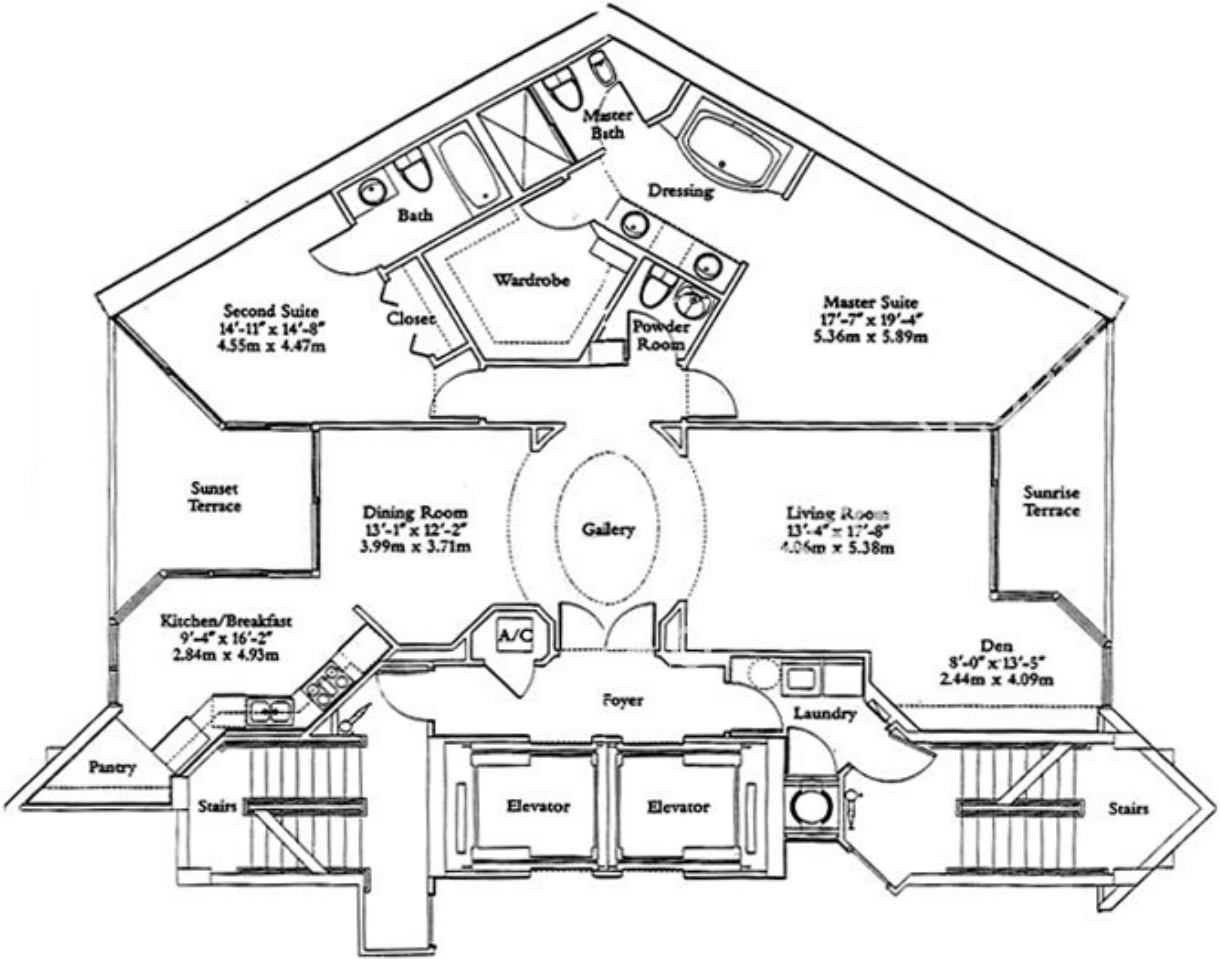 Master
Bath
Dressing
Bath
Wardrobe
Second Suite
14'-11" x 14'-8"
4.55m x 4.47m
Closet
Powder
Room
Master Suite
17'-7" x 19'-4"
5.36m x 5.89m
Sunset
Terrace
Dining Room
13'-1" x 12'-2"
3.99m x 3.71m
Gallery
Living Room
13'-4" x 17'-8"
4.06m x 5.38m
Sunrise
Terrace
Kitchen/Breakfast
9'-4" x 16'-2"
2.84m x 4.93m
A/C
Den
8'-0" x 13'-5"
2.44m x 4.09m
Foyer
Laundry
Pantry
Stairs
Elevator
Elevator
Stairs